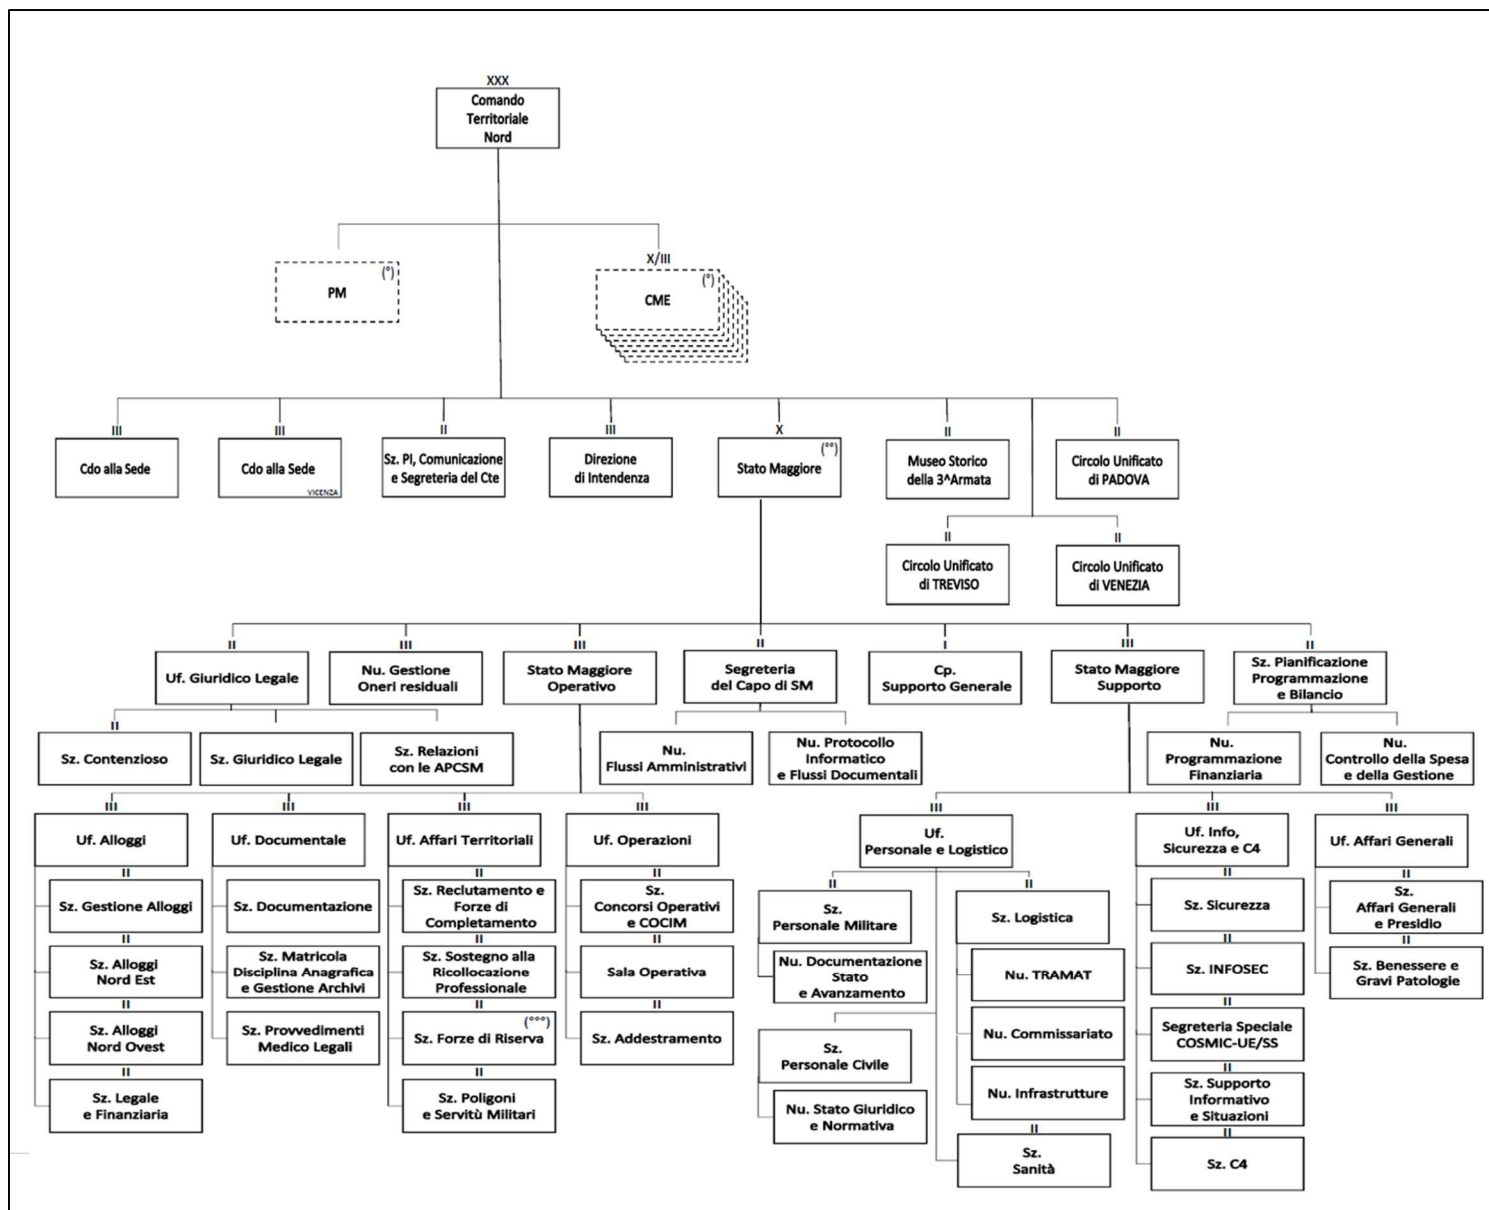 XXX
Comando
Territoriale
Nord
(°)
PM
X/III
(°)
CME
III
Cdo alla Sede
III
Cdo alla Sede
VICENZA
II
Sz. PI, Comunicazione
e Segreteria del Cte
III
Direzione
di Intendenza
X
(°°)
Stato Maggiore
II
Museo Storico
della 3^Armata
II
Circolo Unificato
di PADOVA
II
Circolo Unificato
di TREVISO
II
Circolo Unificato
di VENEZIA
II
Uf. Giuridico Legale
III
Nu. Gestione
Oneri residuali
III
Stato Maggiore
Operativo
II
Segreteria
del Capo di SM
I
Cp.
Supporto Generale
III
Stato Maggiore
Supporto
II
Sz. Pianificazione
Programmazione
e Bilancio
II
Sz. Contenzioso
Sz. Giuridico Legale
Sz. Relazioni
con le APCSM
Nu.
Flussi Amministrativi
Nu. Protocollo
Informatico
e Flussi Documentali
Nu.
Programmazione
Finanziaria
Nu.
Controllo della Spesa
e della Gestione
III
Uf. Alloggi
II
Sz. Gestione Alloggi
II
Sz. Alloggi
Nord Est
II
Sz. Alloggi
Nord Ovest
II
Sz. Legale
e Finanziaria
III
Uf. Documentale
II
Sz. Documentazione
II
Sz. Matricola
Disciplina Anagrafica
e Gestione Archivi
II
Sz. Provvedimenti
Medico Legali
III
Uf. Affari Territoriali
II
Sz. Reclutamento e
Forze di
Completamento
II
Sz. Sostegno alla
Ricollocazione
Professionale
II
(°°°)
Sz. Forze di Riserva
II
Sz. Poligoni
e Servitù Militari
III
Uf. Operazioni
II
Sz.
Concorsi Operativi
e COCIM
II
Sala Operativa
II
Sz. Addestramento
III
Uf.
Personale e Logistico
II
Sz.
Personale Militare
Nu. Documentazione
Stato
e Avanzamento
II
Sz.
Personale Civile
Nu. Stato Giuridico
e Normativa
II
Sz. Logistica
Nu. TRAMAT
Nu. Commissariato
Nu. Infrastrutture
II
Sz.
Sanità
III
Uf. Info,
Sicurezza e C4
II
Sz. Sicurezza
II
Sz. INFOSEC
II
Segreteria Speciale
COSMIC-UE/SS
II
Sz. Supporto
Informativo
e Situazioni
II
Sz. C4
III
Uf. Affari Generali
II
Sz.
Affari Generali
e Presidio
II
Sz. Benessere e
Gravi Patologie